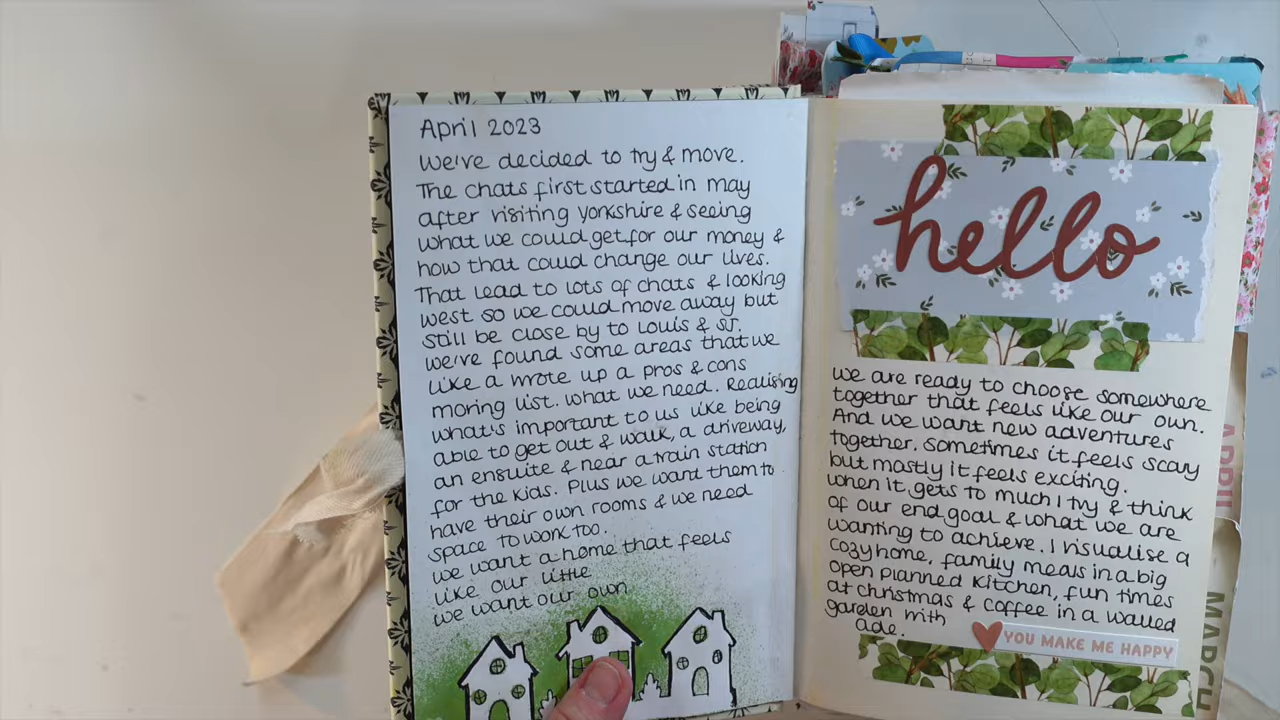 April 2023
We've decided to try & move.
The chats first started in may
after visiting yorkshire & seeing
what we could get for our money &
how that could change our lives.
That lead to lots of chats & looking
west so we could move away but
still be close by to Louis & SJ.
we've found some areas that we
like a wrote up a pros & cons
moring list. what we need. Realising
what's important to us like being
able to get out & walk, a driveway,
an ensuite & near a train station
for the kids. Plus we want them to
have their own rooms & we need
space to work too.
we want a home that feels
like our little
we want our own
hello
we are ready to choose somewhere
together that feels like our own.
And we want new adventures
together. Sometimes it feels scary
but mostly it feels exciting.
when it gets to much I try & think
of our end goal & what we are
wanting to achieve. I visualise a
cozy home, family meals in a big
open planned kitchen, fun times
at christmas & coffee in a walled
garden with
ade.
YOU MAKE ME HAPPY
APRIL
MARCH